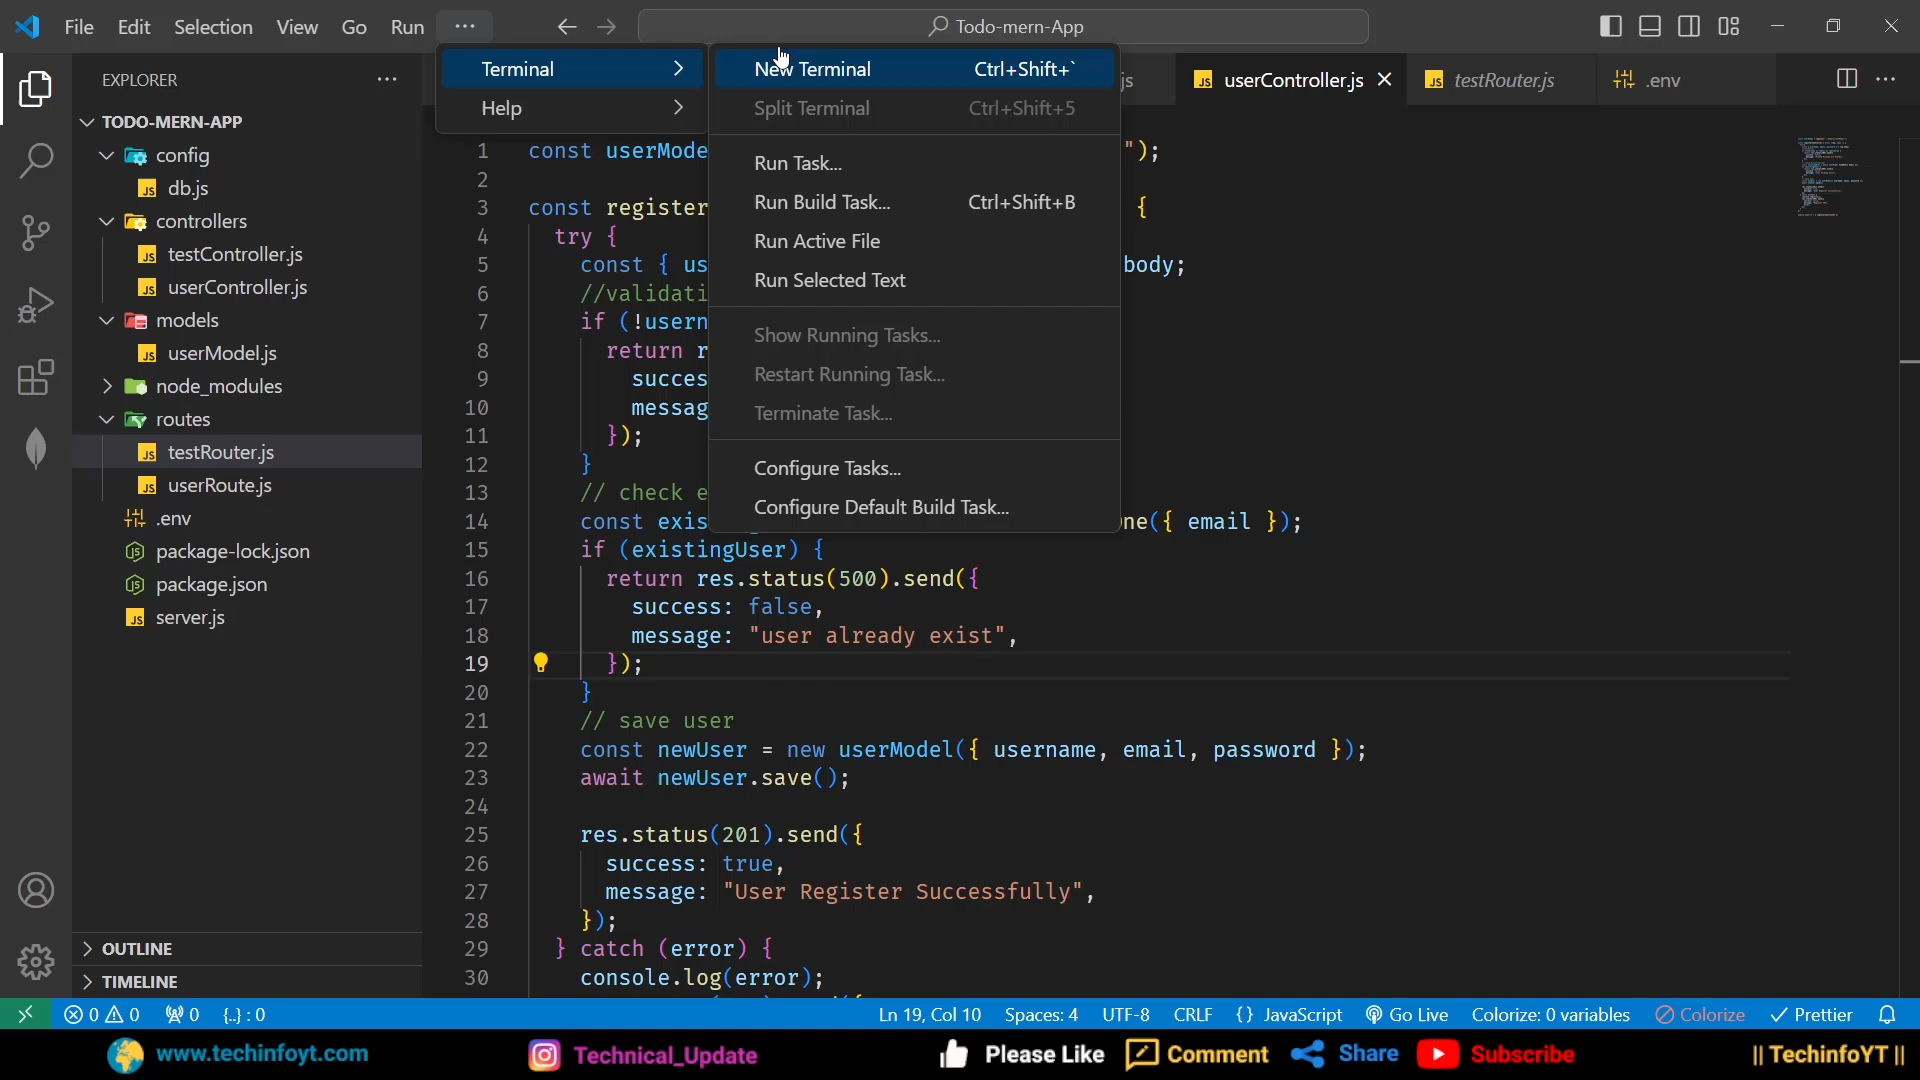 File Edit Selection View Go Run ... Todo-mern-App
EXPLORER
TODO-MERN-APP
config
db.js
controllers
testController.js
userController.js
models
userModel.js
node_modules
routes
testRouter.js
userRoute.js
.env
package-lock.json
package.json
server.js
OUTLINE
TIMELINE
Terminal
Help
New Terminal Ctrl+Shift+`
Split Terminal Ctrl+Shift+5
Run Task...
Run Build Task... Ctrl+Shift+B
Run Active File
Run Selected Text
Show Running Tasks...
Restart Running Task...
Terminate Task...
Configure Tasks...
Configure Default Build Task...
js userController.js testRouter.js .env
1 const userMode ");
2
3 const register {
4 try {
5 const { us body;
6 //validati
7 if (!usern
8 return r
9 succes
10 messag
11 });
12 }
13 // check e
14 const exis ne({ email });
15 if (existingUser) {
16 return res.status(500).send({
17 success: false,
18 message: "user already exist",
19 });
20 }
21 // save user
22 const newUser = new userModel({ username, email, password });
23 await newUser.save();
24
25 res.status(201).send({
26 success: true,
27 message: "User Register Successfully",
28 });
29 } catch (error) {
30 console.log(error);
0 0 0 {..} : 0 Ln 19, Col 10 Spaces: 4 UTF-8 CRLF {} JavaScript Go Live Colorize: 0 variables Colorize Prettier
www.techinfoyt.com Technical_Update Please Like Comment Share Subscribe || TechinfoYT ||